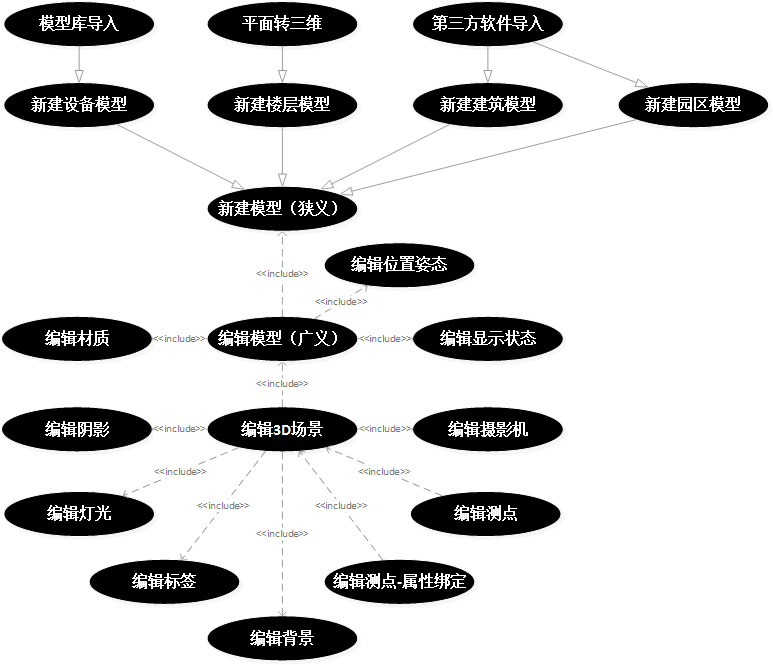 模型库导入
平面转三维
第三方软件导入
新建设备模型
新建楼层模型
新建建筑模型
新建园区模型
新建模型（狭义）
编辑位置姿态
<<include>>
<<include>>
编辑材质
<<include>>
编辑模型（广义）
<<include>>
编辑显示状态
<<include>>
编辑阴影
<<include>>
编辑3D场景
<<include>>
编辑摄影机
<<include>>
<<include>>
编辑灯光
<<include>>
<<include>>
编辑测点
<<include>>
编辑标签
编辑测点-属性绑定
编辑背景